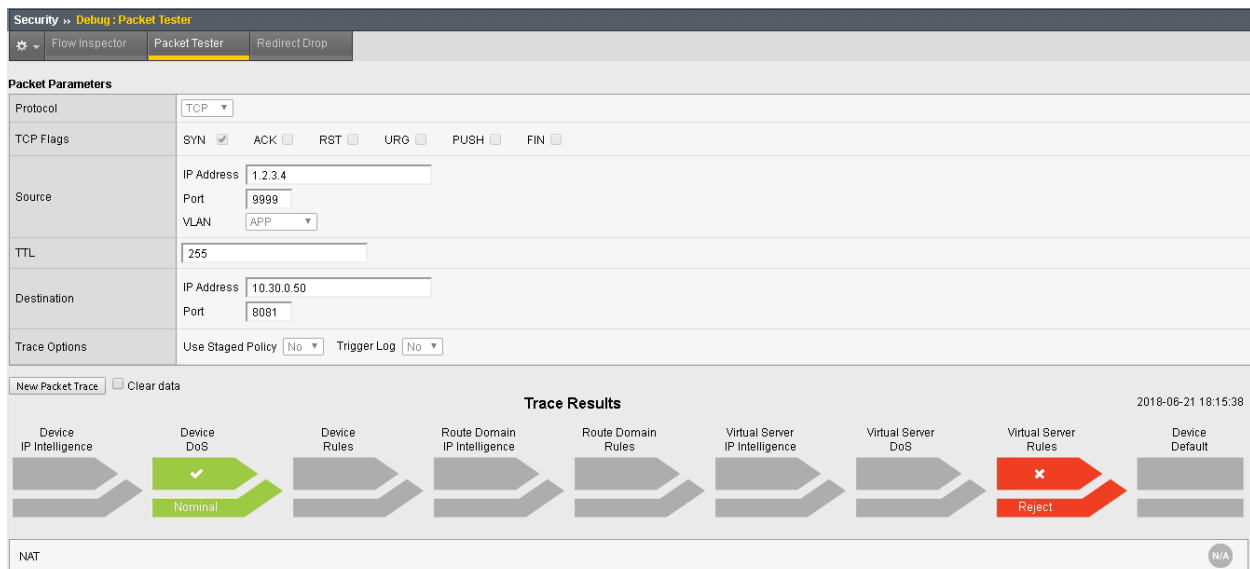 Security » Debug : Packet Tester
Flow Inspector Packet Tester Redirect Drop
Packet Parameters
Protocol TCP
TCP Flags SYN ACK RST URG PUSH FIN
Source
IP Address 1.2.3.4
Port 9999
VLAN APP
TTL 255
Destination
IP Address 10.30.0.50
Port 8081
Trace Options Use Staged Policy No Trigger Log No
New Packet Trace Clear data
Trace Results 2018-06-21 18:15:38
Device IP Intelligence
Device DoS
Device Rules
Route Domain IP Intelligence
Route Domain Rules
Virtual Server IP Intelligence
Virtual Server DoS
Virtual Server Rules
Device Default
Nominal Reject
NAT N/A